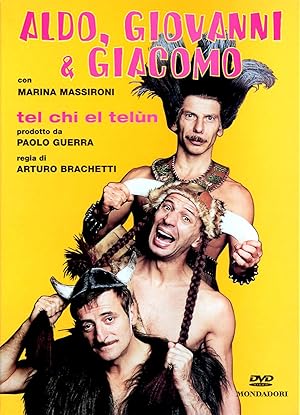 ALDO, GIOVANNI
& GIACOMO
con
MARINA MASSIRONI
tel chi el telùn
prodotto da
PAOLO GUERRA
regia di
ARTURO BRACHETTI
DVD
VIDEO
MONDADORI